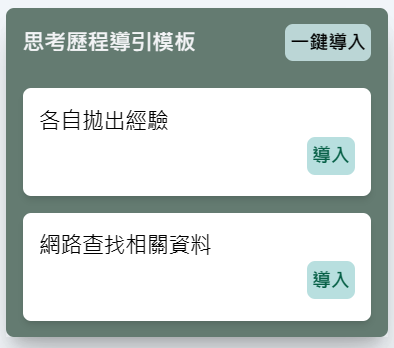 思考歷程導引模板
一鍵導入
各自拋出經驗
導入
網路查找相關資料
導入